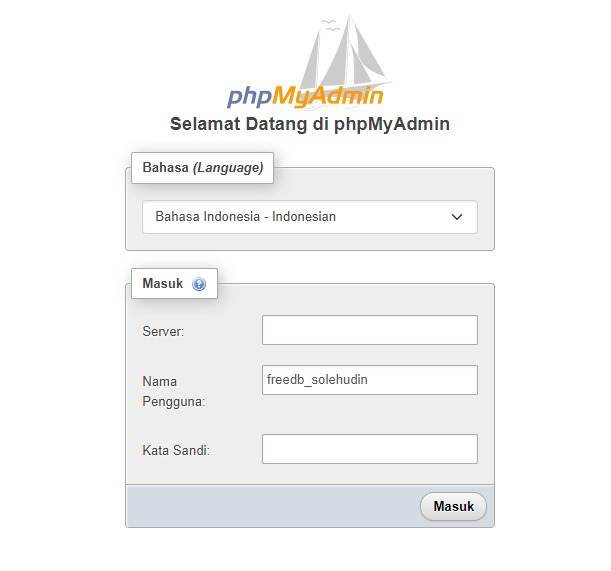 phpMyAdmin
Selamat Datang di phpMyAdmin
Bahasa (Language)
Bahasa Indonesia - Indonesian
Masuk
Server:
Nama
Pengguna:
freedb_solehudin
Kata Sandi:
Masuk